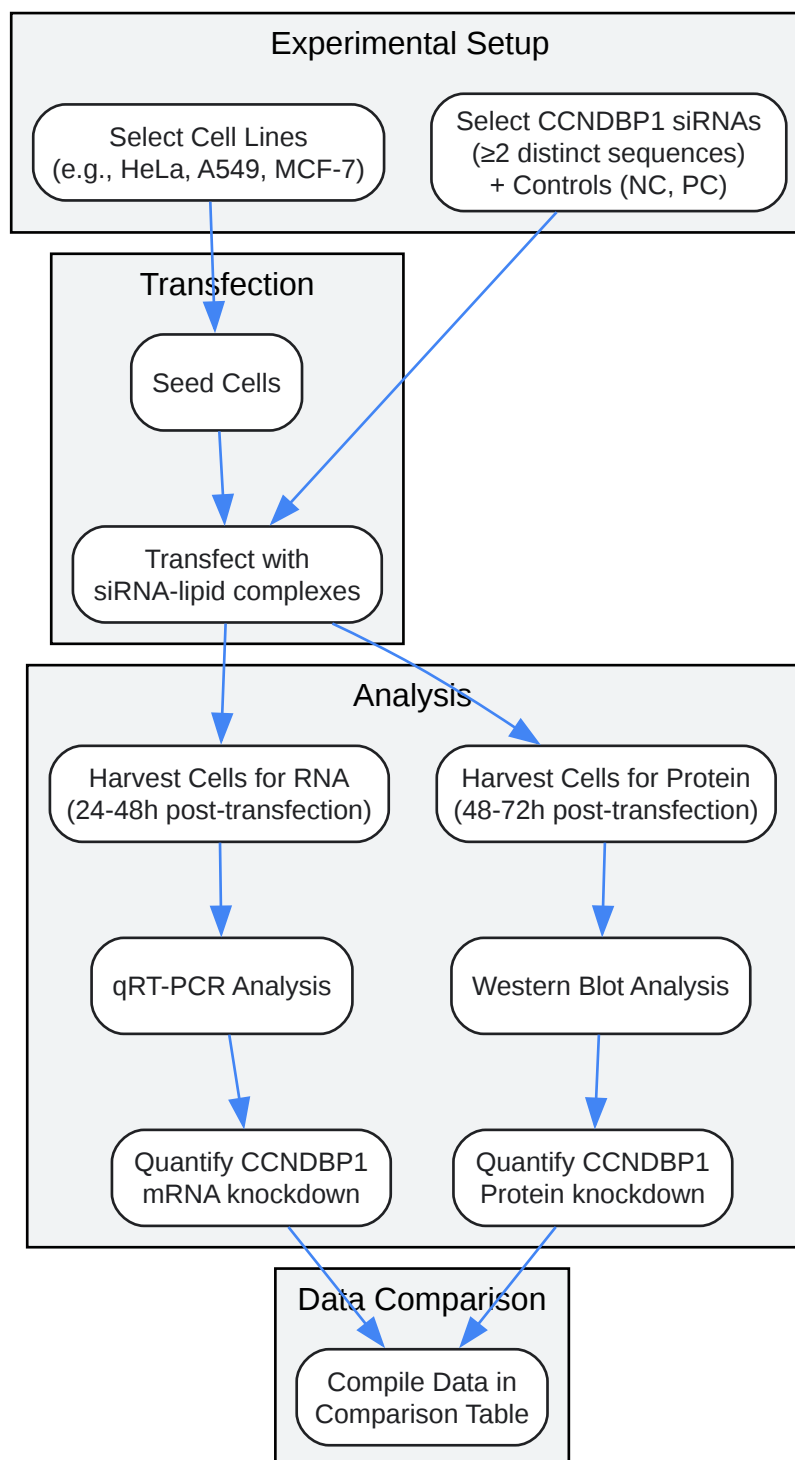 Experimental Setup
Select Cell Lines
(e.g., HeLa, A549, MCF-7)
Select CCNDBP1 siRNAs
(≥2 distinct sequences)
+ Controls (NC, PC)
Transfection
Seed Cells
Transfect with
siRNA-lipid complexes
Analysis
Harvest Cells for RNA
(24-48h post-transfection)
Harvest Cells for Protein
(48-72h post-transfection)
qRT-PCR Analysis
Western Blot Analysis
Quantify CCNDBP1
mRNA knockdown
Quantify CCNDBP1
Protein knockdown
Data Comparison
Compile Data in
Comparison Table